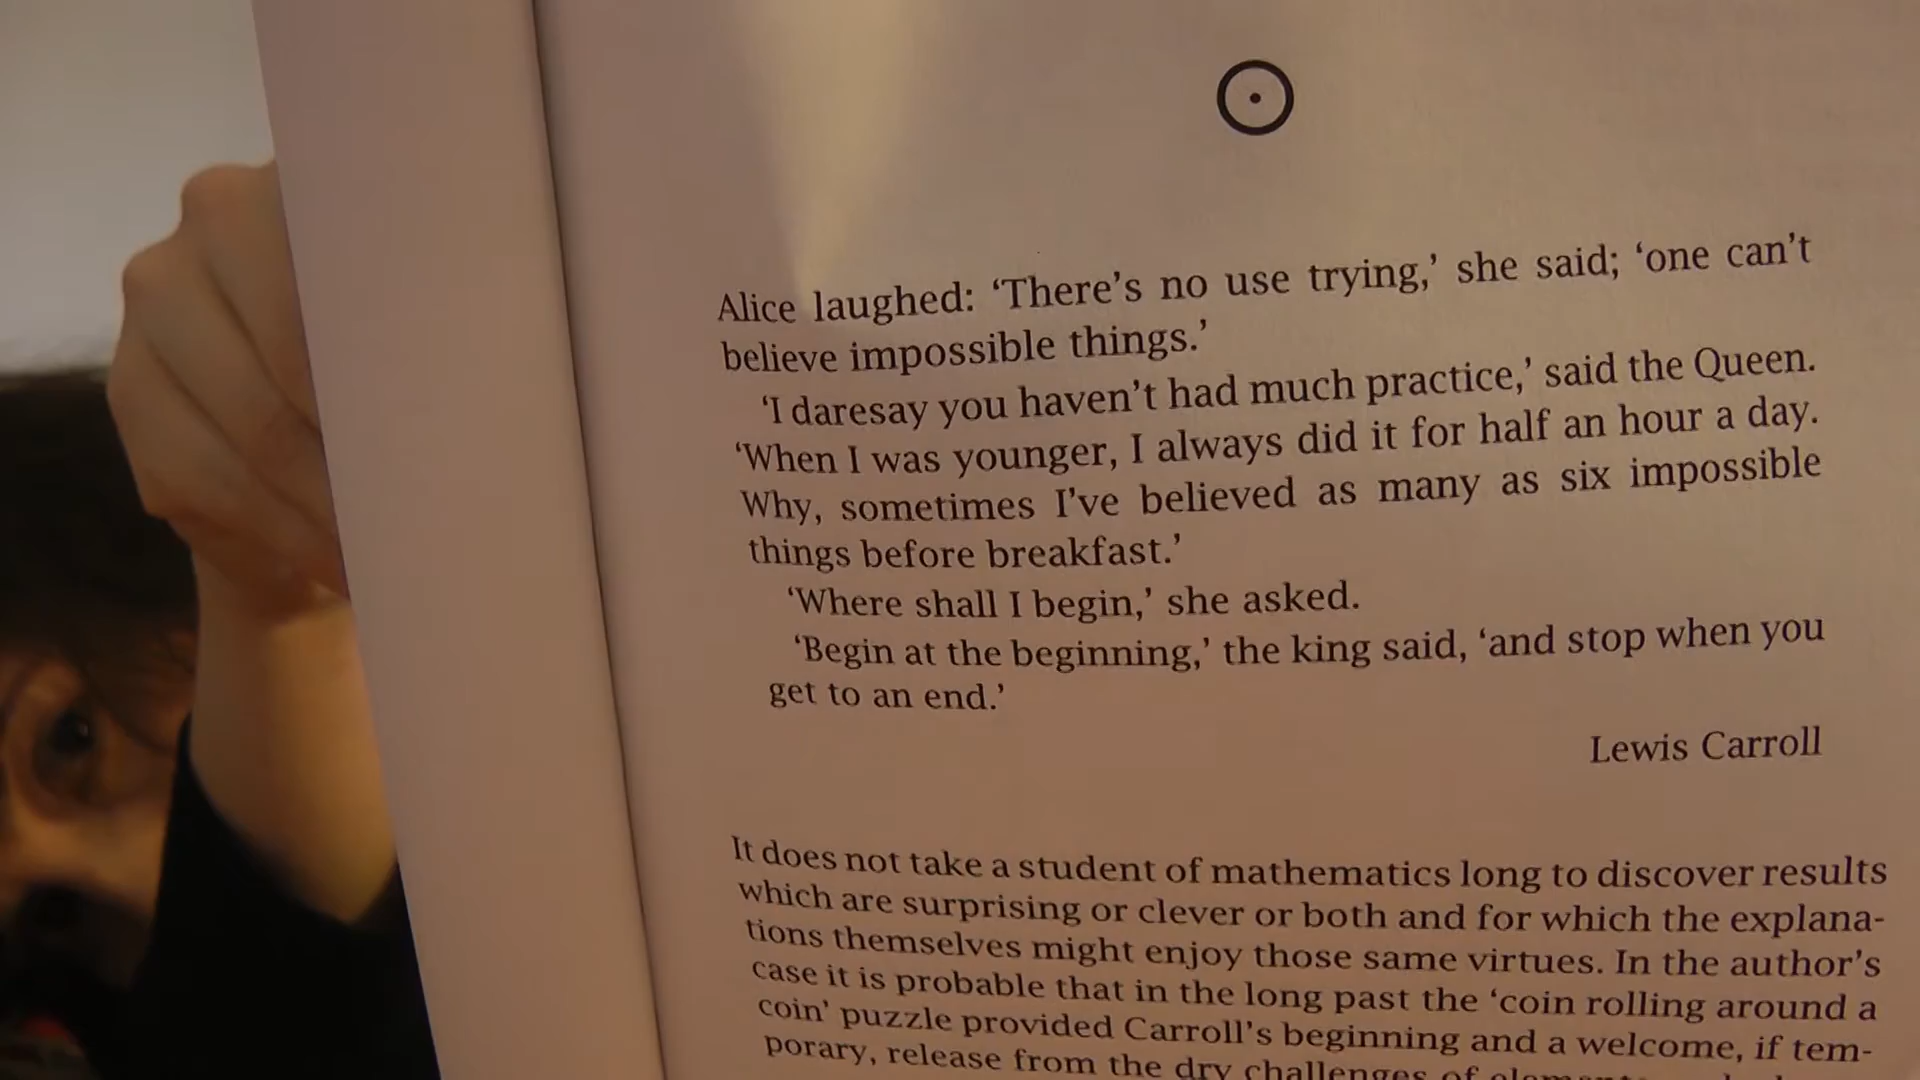 Alice laughed: ‘There’s no use trying,’ she said; ‘one can’t
believe impossible things.’
‘I daresay you haven’t had much practice,’ said the Queen.
‘When I was younger, I always did it for half an hour a day.
Why, sometimes I’ve believed as many as six impossible
things before breakfast.’
‘Where shall I begin,’ she asked.
‘Begin at the beginning,’ the king said, ‘and stop when you
get to an end.’
Lewis Carroll
It does not take a student of mathematics long to discover results
which are surprising or clever or both and for which the explana-
tions themselves might enjoy those same virtues. In the author’s
case it is probable that in the long past the ‘coin rolling around a
coin’ puzzle provided Carroll’s beginning and a welcome, if tem-
porary, release from the dry challenges of